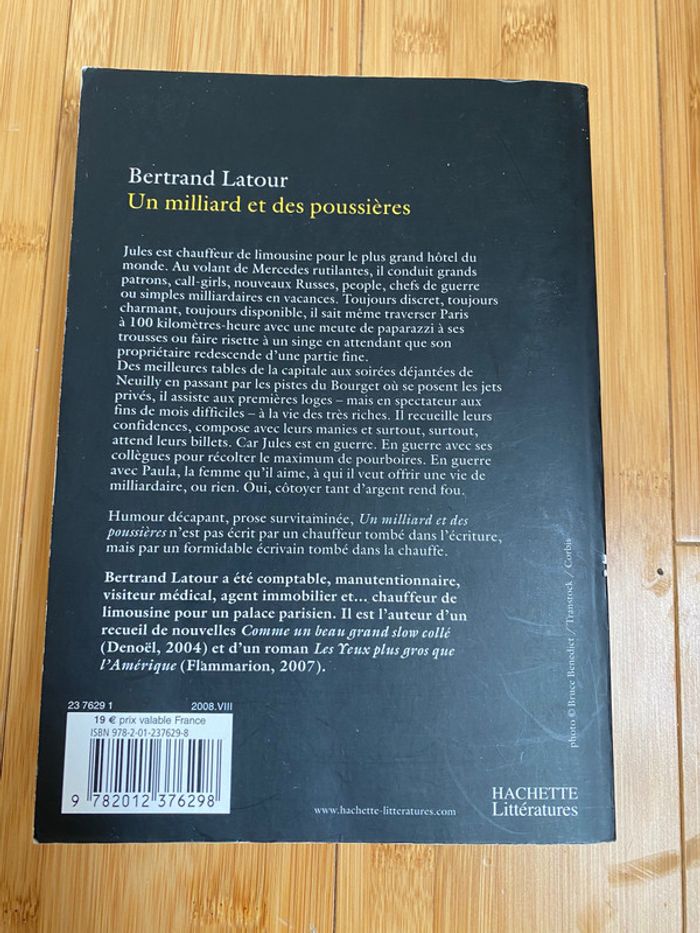 Bertrand Latour
Un milliard et des poussières
Jules est chauffeur de limousine pour le plus grand hôtel du
monde. Au volant de Mercedes rutilantes, il conduit grands
patrons, call-girls, nouveaux Russes, people, chefs de guerre
ou simples milliardaires en vacances. Toujours discret, toujours
charmant, toujours disponible, il sait même traverser Paris
à 100 kilomètres-heure avec une meute de paparazzi à ses
trousses ou faire risette à un singe en attendant que son
propriétaire redescende d'une partie fine.
Des meilleures tables de la capitale aux soirées déjantées de
Neuilly en passant par les pistes du Bourget où se posent les jets
privés, il assiste aux premières loges – mais en spectateur aux
fins de mois difficiles – à la vie des très riches. Il recueille leurs
confidences, compose avec leurs manies et surtout, surtout,
attend leurs billets. Car Jules est en guerre. En guerre avec ses
collègues pour récolter le maximum de pourboires. En guerre
avec Paula, la femme qu'il aime, à qui il veut offrir une vie de
milliardaire, ou rien. Oui, côtoyer tant d'argent rend fou.
Humour décapant, prose survitaminée, Un milliard et des
poussières n'est pas écrit par un chauffeur tombé dans l'écriture,
mais par un formidable écrivain tombé dans la chauffe.
Bertrand Latour a été comptable, manutentionnaire,
visiteur médical, agent immobilier et... chauffeur de
limousine pour un palace parisien. Il est l'auteur d'un
recueil de nouvelles Comme un beau grand slow collé
(Denoël, 2004) et d'un roman Les Yeux plus gros que
l'Amérique (Flammarion, 2007).
photo © Bruce Benedict / Transtock / Corbis
23 7629 1 2008.VIII
19 € prix valable France
ISBN 978-2-01-237629-8
9 782012 376298
www.hachette-litteratures.com
HACHETTE
Littératures